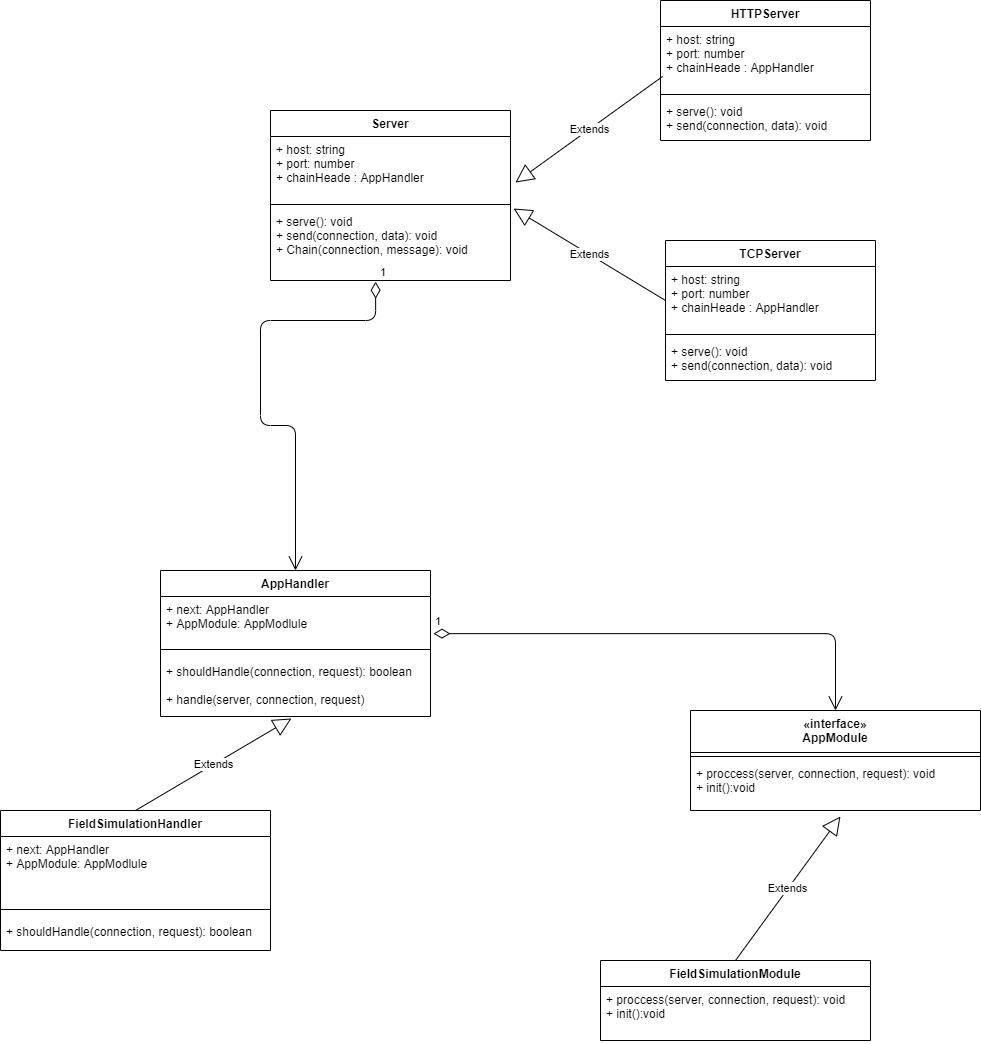 HTTPServer
+ host: string
+ port: number
+ chainHeade : AppHandler
+ serve(): void
+ send(connection, data): void
Extends
Server
+ host: string
+ port: number
+ chainHeade : AppHandler
+ serve(): void
+ send(connection, data): void
+ Chain(connection, message): void
1
Extends
TCPServer
+ host: string
+ port: number
+ chainHeade : AppHandler
+ serve(): void
+ send(connection, data): void
AppHandler
+ next: AppHandler
+ AppModule: AppModlule
+ shouldHandle(connection, request): boolean
+ handle(server, connection, request)
1
«interface»
AppModule
+ proccess(server, connection, request): void
+ init():void
Extends
FieldSimulationHandler
+ next: AppHandler
+ AppModule: AppModlule
+ shouldHandle(connection, request): boolean
Extends
FieldSimulationModule
+ proccess(server, connection, request): void
+ init():void